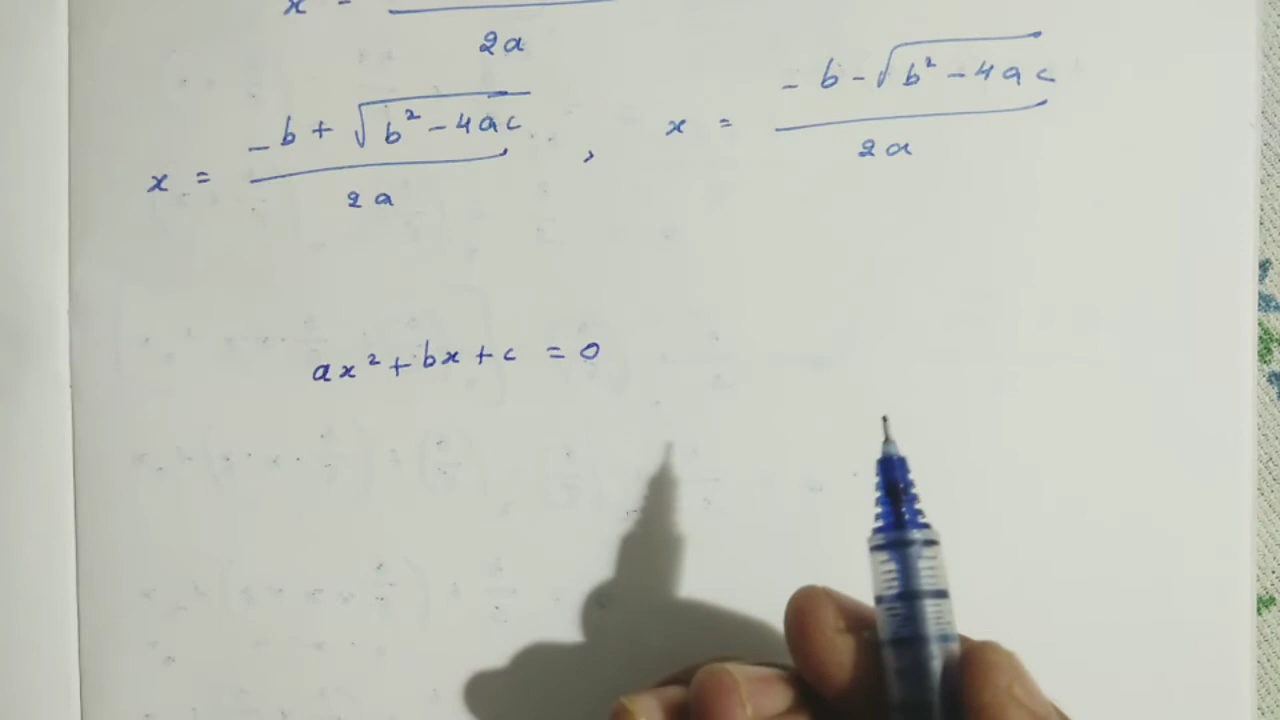 x =
2a
x = -b + √(b² - 4ac) / 2a , x = -b - √(b² - 4ac) / 2a
ax² + bx + c = 0